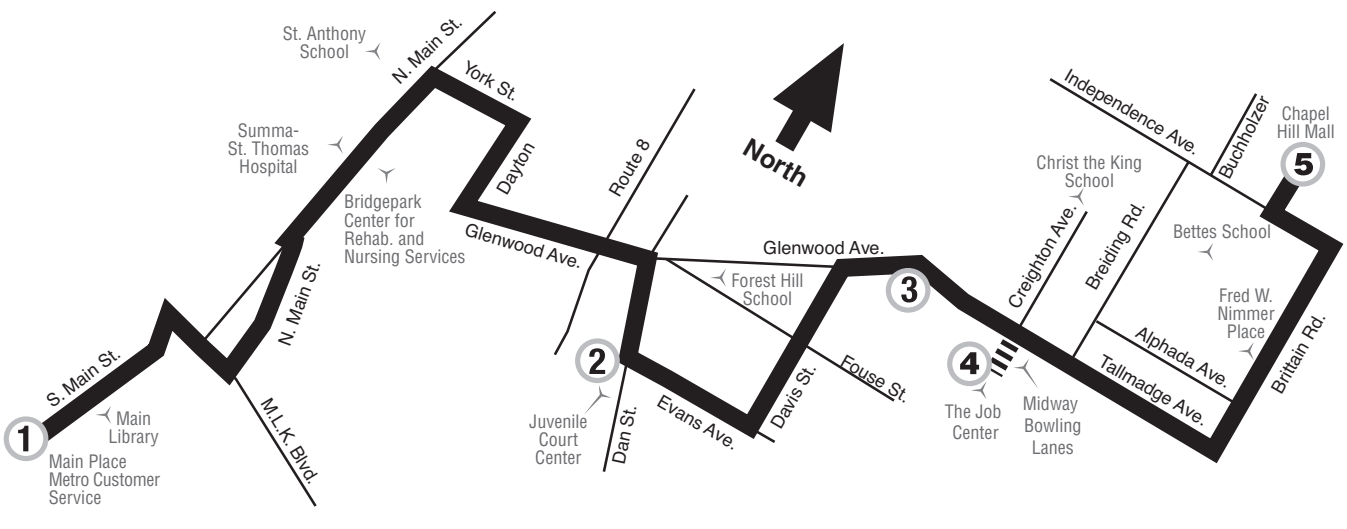 St. Anthony
School
N. Main St.
York St.
Summa-
St. Thomas
Hospital
Dayton
Bridgepark
Center for
Rehab. and
Nursing Services
Glenwood Ave.
Route 8
North
N. Main St.
S. Main St.
1
Main
Library
Main Place
Metro Customer
Service
M.L.K. Blvd.
2
Juvenile
Court
Center
Dan St.
Evans Ave.
Davis St.
Fouse St.
Forest Hill
School
Glenwood Ave.
3
4
The Job
Center
Midway
Bowling
Lanes
Christ the King
School
Creighton Ave.
Breiding Rd.
Independence Ave.
Buchholzer
Chapel
Hill Mall
5
Bettes School
Fred W.
Nimmer
Place
Alphada Ave.
Tallmadge Ave.
Brittain Rd.